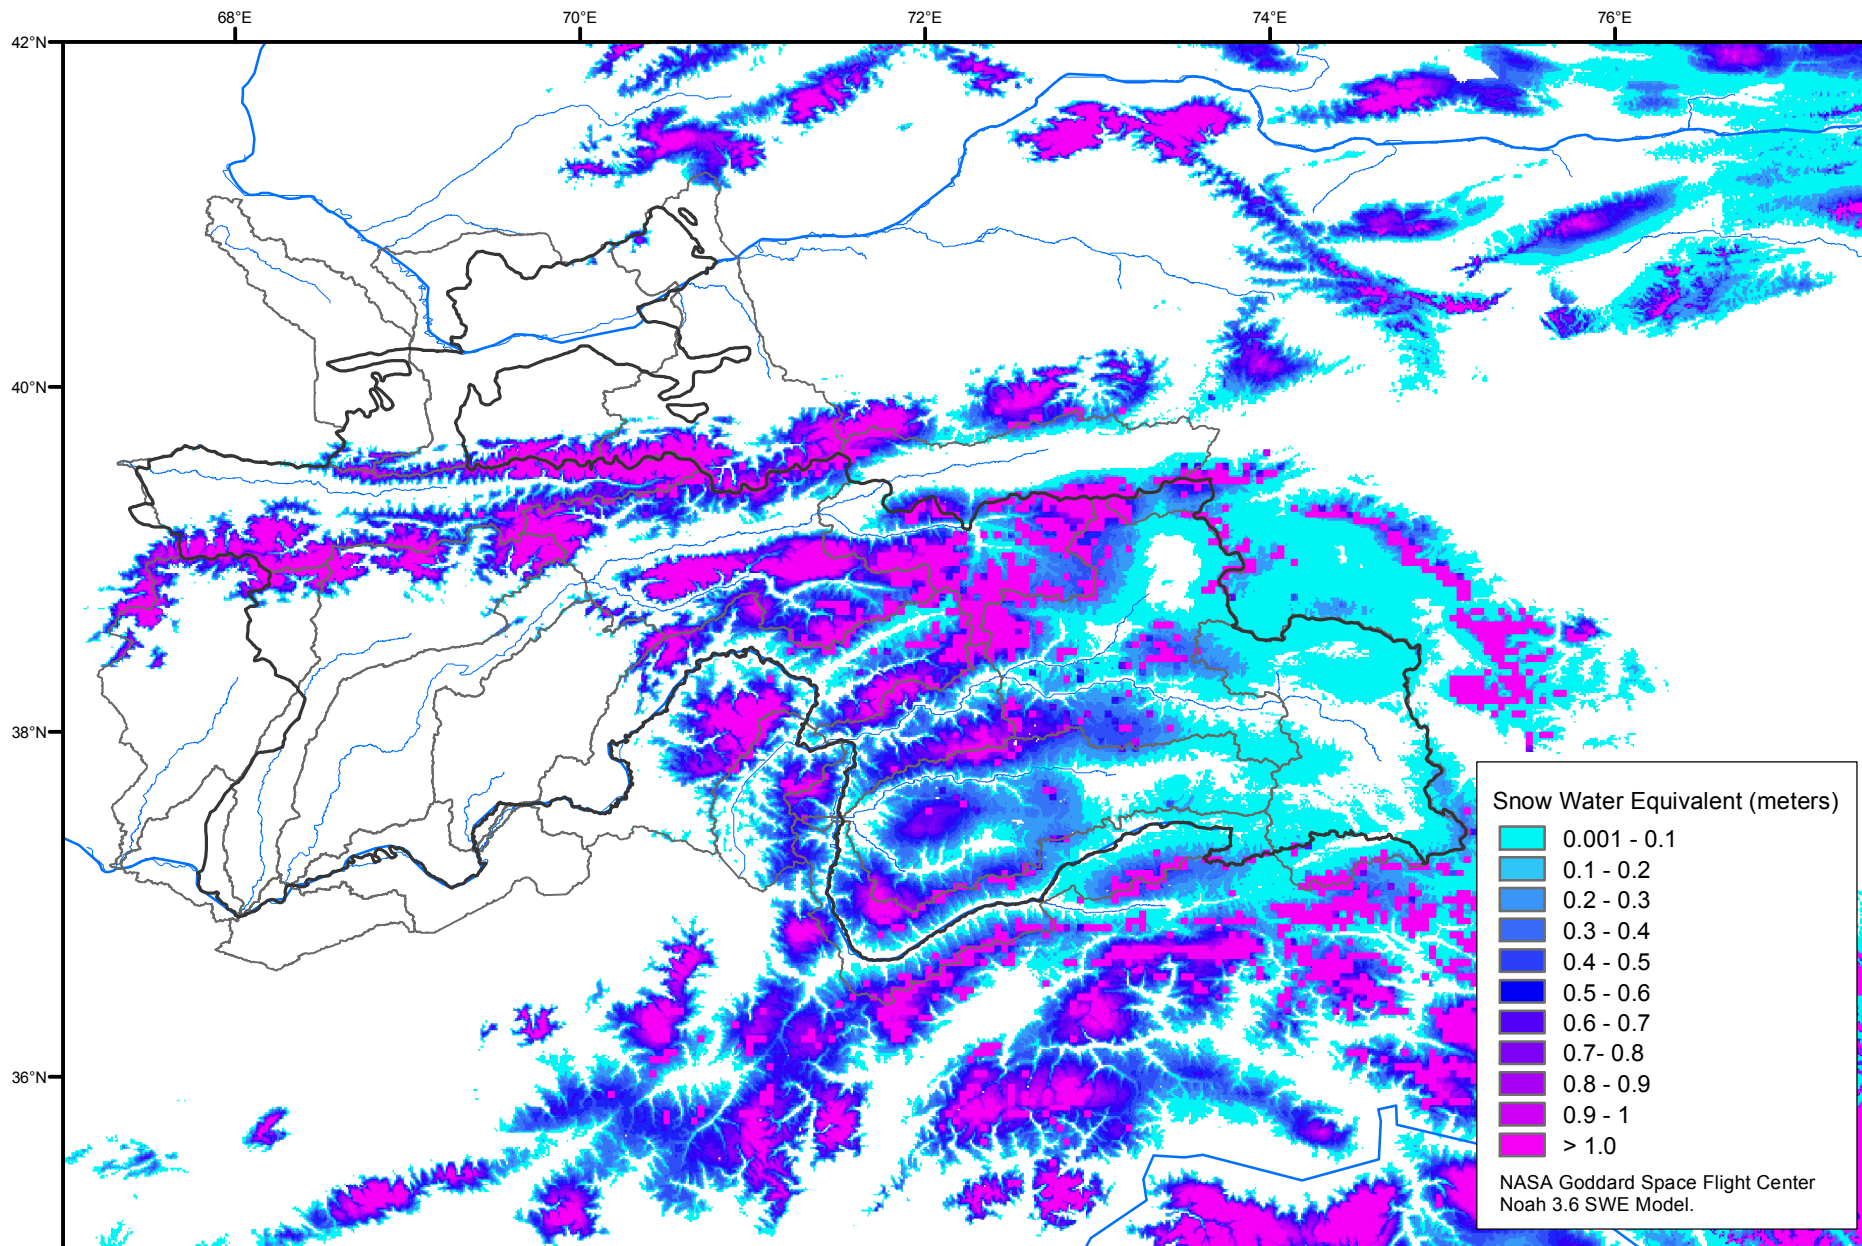 68°E
70°E
72°E
74°E
76°E
42°N
40°N
38°N
36°N
Snow Water Equivalent (meters)
0.001 - 0.1
0.1 - 0.2
0.2 - 0.3
0.3 - 0.4
0.4 - 0.5
0.5 - 0.6
0.6 - 0.7
0.7- 0.8
0.8 - 0.9
0.9 - 1
> 1.0
NASA Goddard Space Flight Center
Noah 3.6 SWE Model.